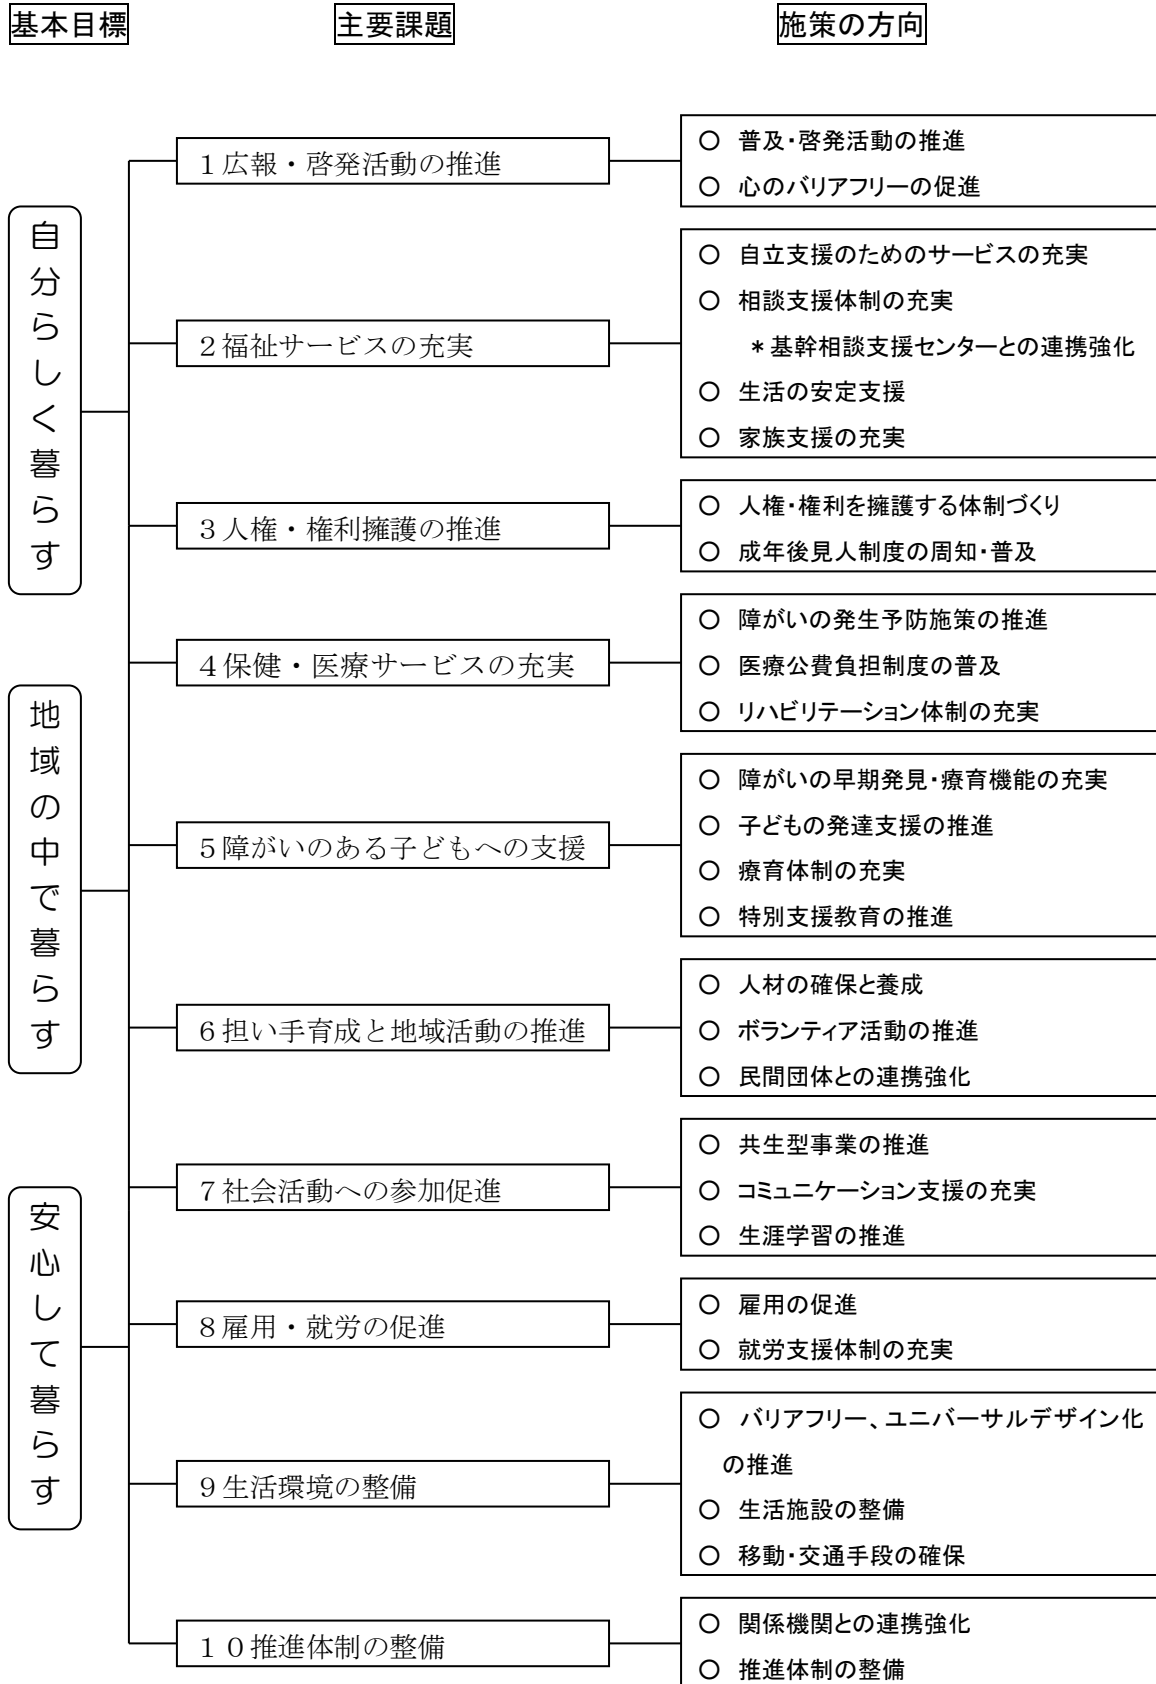 基本目標
主要課題
施策の方向
自分らしく暮らす
地域の中で暮らす
安心して暮らす
１広報・啓発活動の推進
○ 普及・啓発活動の推進
○ 心のバリアフリーの促進
２福祉サービスの充実
○ 自立支援のためのサービスの充実
○ 相談支援体制の充実
＊基幹相談支援センターとの連携強化
○ 生活の安定支援
○ 家族支援の充実
３人権・権利擁護の推進
○ 人権・権利を擁護する体制づくり
○ 成年後見人制度の周知・普及
４保健・医療サービスの充実
○ 障がいの発生予防施策の推進
○ 医療公費負担制度の普及
○ リハビリテーション体制の充実
５障がいのある子どもへの支援
○ 障がいの早期発見・療育機能の充実
○ 子どもの発達支援の推進
○ 療育体制の充実
○ 特別支援教育の推進
６担い手育成と地域活動の推進
○ 人材の確保と養成
○ ボランティア活動の推進
○ 民間団体との連携強化
７社会活動への参加促進
○ 共生型事業の推進
○ コミュニケーション支援の充実
○ 生涯学習の推進
８雇用・就労の促進
○ 雇用の促進
○ 就労支援体制の充実
９生活環境の整備
○ バリアフリー、ユニバーサルデザイン化
の推進
○ 生活施設の整備
○ 移動・交通手段の確保
１０推進体制の整備
○ 関係機関との連携強化
○ 推進体制の整備